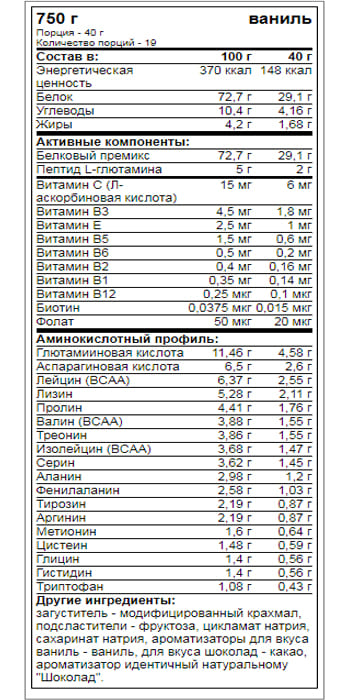 750 г ваниль
Порция - 40 г
Количество порций - 19
Состав в: 100 г 40 г
Энергетическая 370 ккал 148 ккал
ценность
Белок 72,7 г 29,1 г
Углеводы 10,4 г 4,16 г
Жиры 4,2 г 1,68 г
Активные компоненты:
Белковый премикс 72,7 г 29,1 г
Пептид L-глютамина 5 г 2 г
Витамин С (Л- 15 мг 6 мг
аскорбиновая кислота)
Витамин В3 4,5 мг 1,8 мг
Витамин Е 2,5 мг 1 мг
Витамин В5 1,5 мг 0,6 мг
Витамин В6 0,5 мг 0,2 мг
Витамин В2 0,4 мг 0,16 мг
Витамин В1 0,35 мг 0,14 мг
Витамин В12 0,25 мкг 0,1 мкг
Биотин 0,0375 мкг 0,015 мкг
Фолат 50 мкг 20 мкг
Аминокислотный профиль:
Глютамииновая кислота 11,46 г 4,58 г
Аспарагиновая кислота 6,5 г 2,6 г
Лейцин (ВСАА) 6,37 г 2,55 г
Лизин 5,28 г 2,11 г
Пролин 4,41 г 1,76 г
Валин (ВСАА) 3,88 г 1,55 г
Треонин 3,86 г 1,55 г
Изолейцин (ВСАА) 3,68 г 1,47 г
Серин 3,62 г 1,45 г
Аланин 2,98 г 1,2 г
Фенилаланин 2,58 г 1,03 г
Тирозин 2,19 г 0,87 г
Аргинин 2,19 г 0,87 г
Метионин 1,6 г 0,64 г
Цистеин 1,48 г 0,59 г
Глицин 1,4 г 0,56 г
Гистидин 1,4 г 0,56 г
Триптофан 1,08 г 0,43 г
Другие ингредиенты:
загуститель - модифицированный крахмал,
подсластители - фруктоза, цикламат натрия,
сахаринат натрия, ароматизаторы для вкуса
ваниль - ваниль, для вкуса шоколад - какао,
ароматизатор идентичный натуральному
"Шоколад".